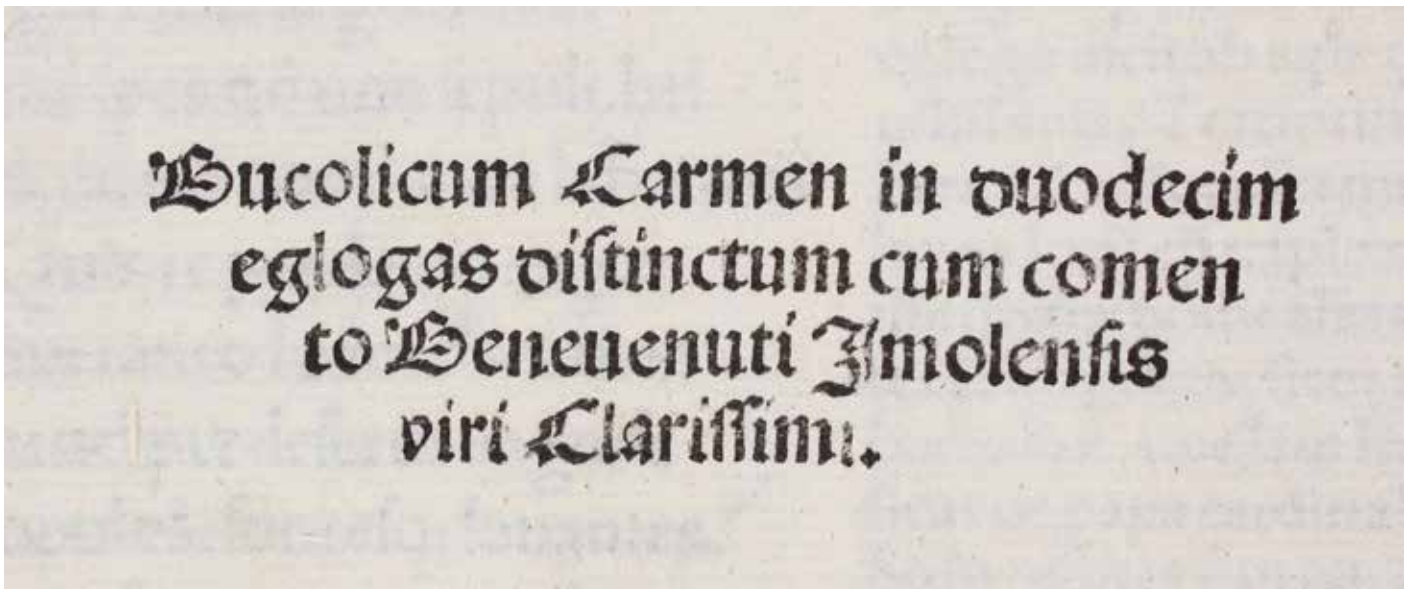 Bucolicum Carmen in duodecim
eglogas diſtinctum cum comen
to Beneuenuti Imolenſis
viri Clariſſimi.